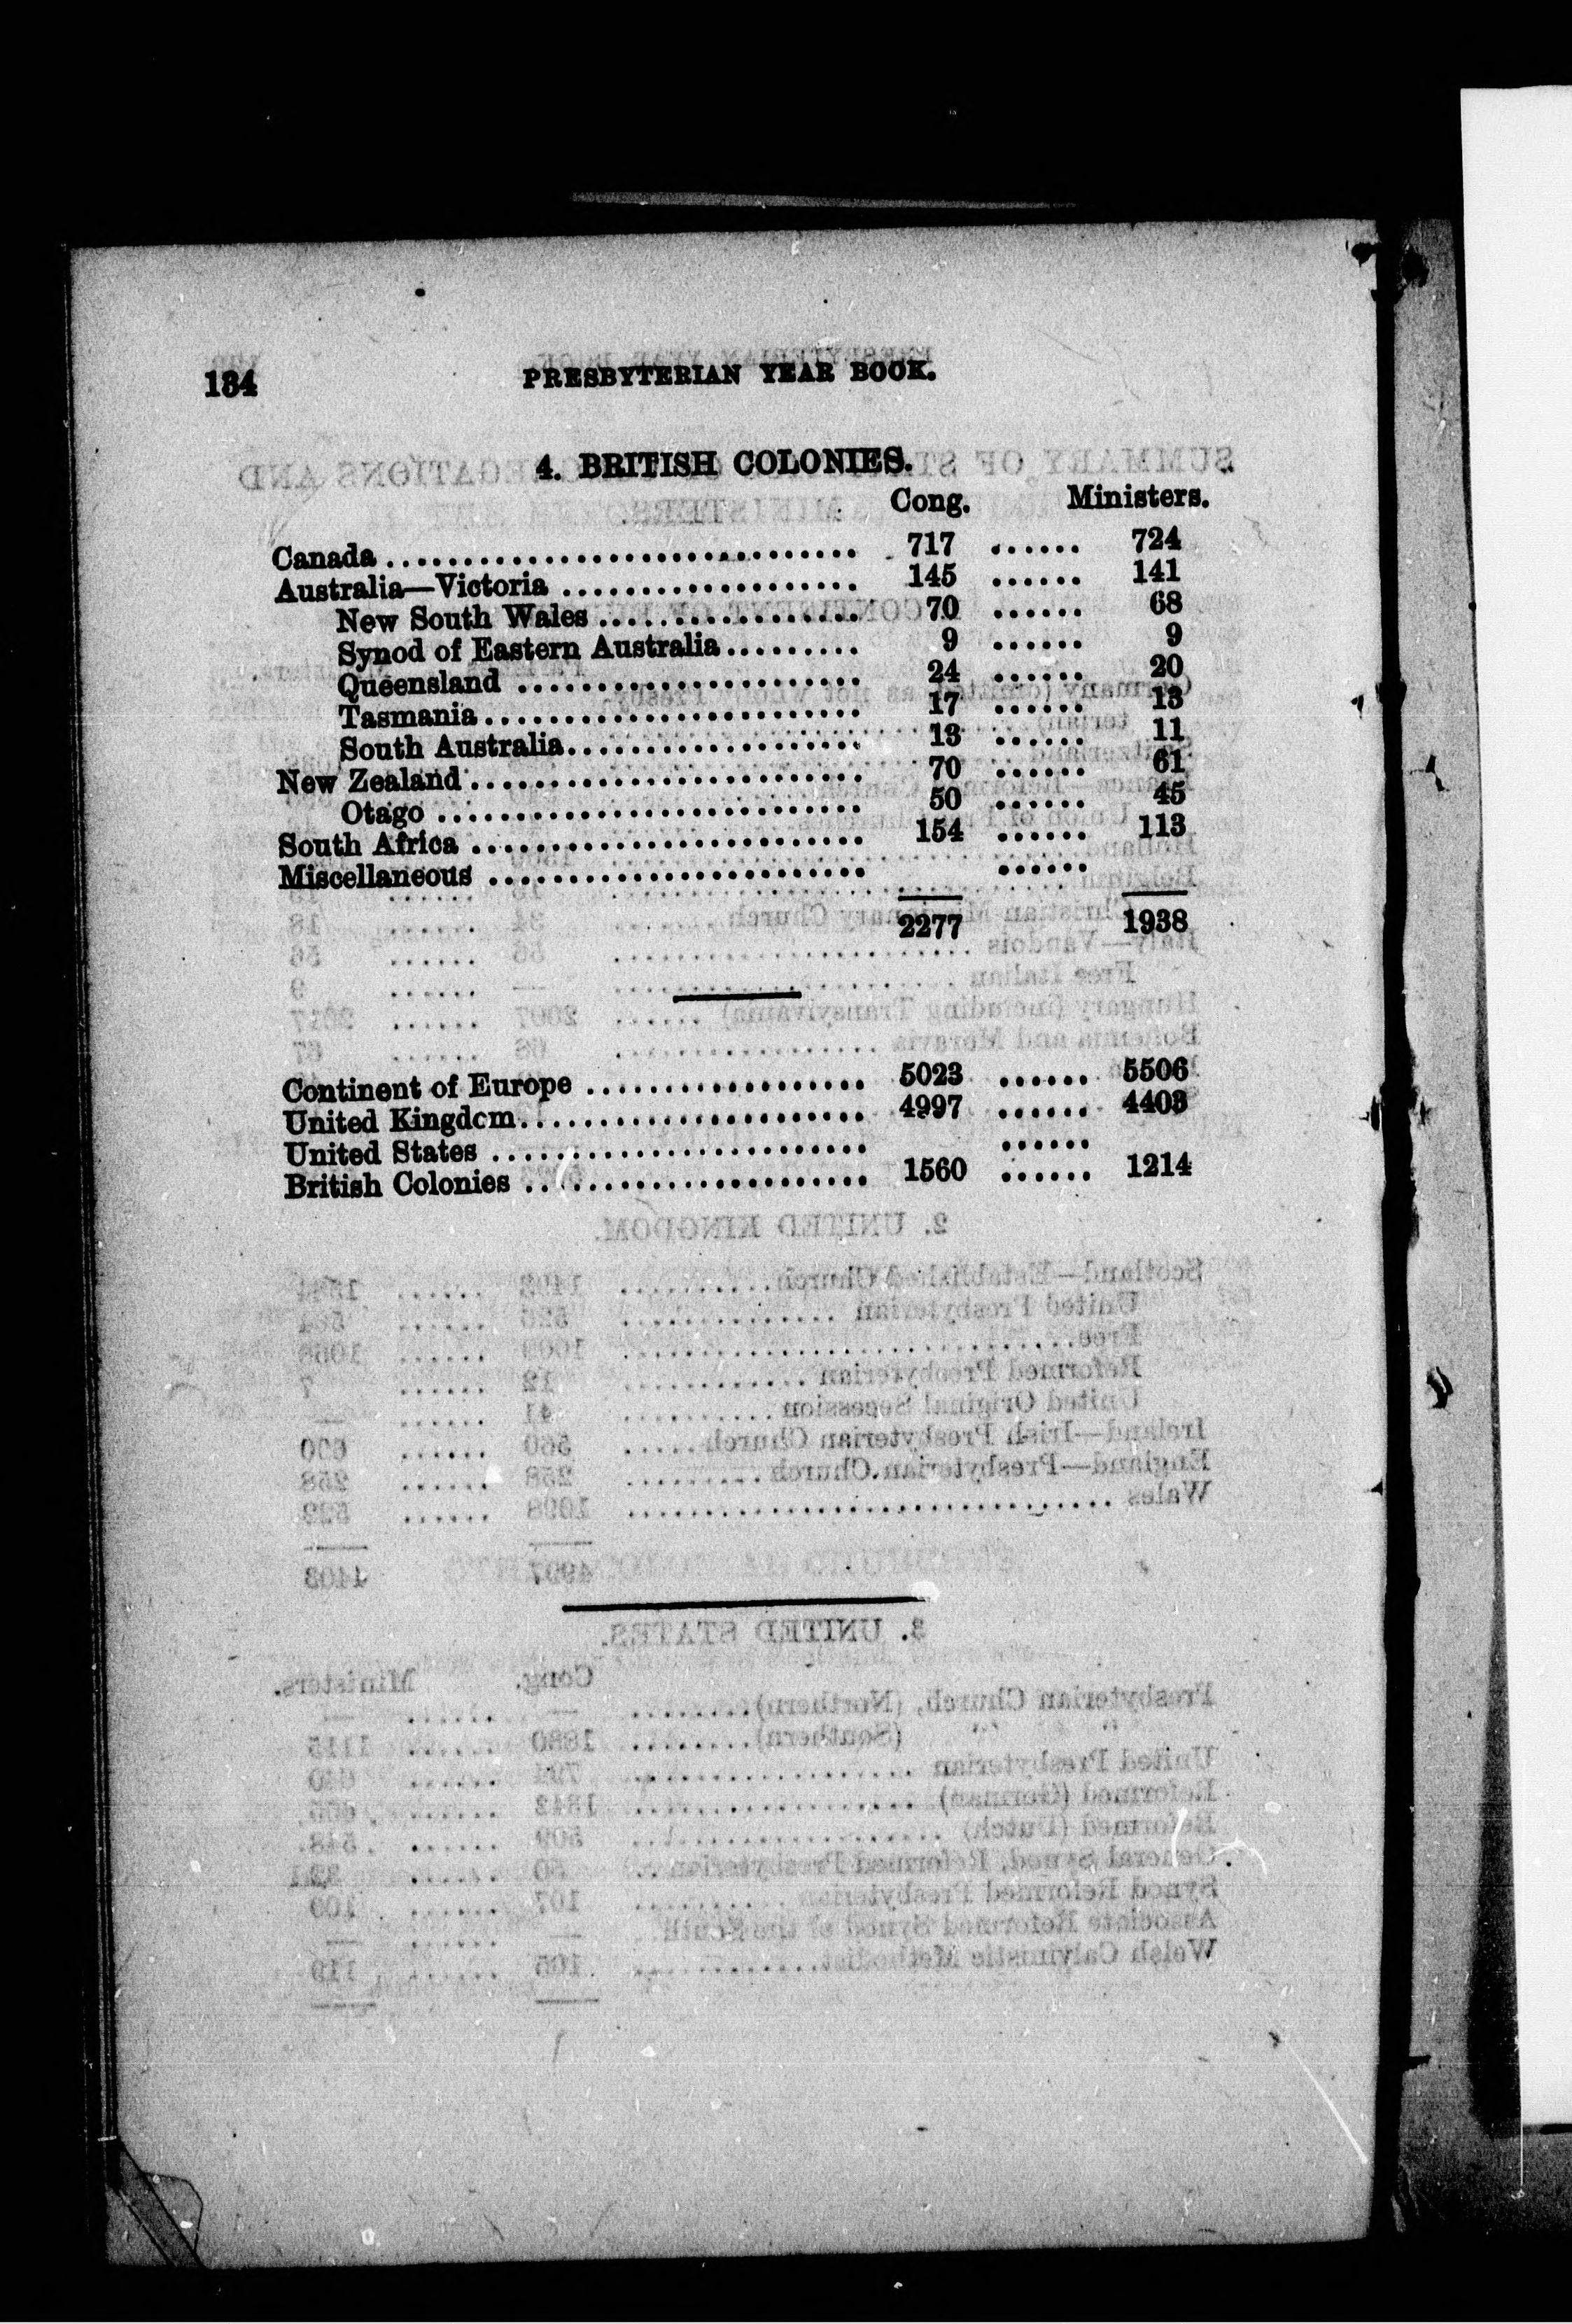 134 PRESBYTERIAN YEAR BOOK.
4. BRITISH COLONIES.
Cong. Ministers.
Canada .............................. 717 ...... 724
Australia—Victoria ................... 145 ...... 141
New South Wales ................. 70 ...... 68
Synod of Eastern Australia......... 9 ...... 9
Queensland ...................... 24 ...... 20
Tasmania........................ 17 ...... 13
South Australia................... 13 ...... 11
New Zealand ......................... 70 ...... 61
Otago ........................... 50 ...... 45
South Africa ......................... 154 ...... 113
Miscellaneous ........................ ......
2277 1938
Continent of Europe .................. 5023 ...... 5506
United Kingdom...................... 4997 ...... 4403
United States ........................ ......
British Colonies ...................... 1560 ...... 1214